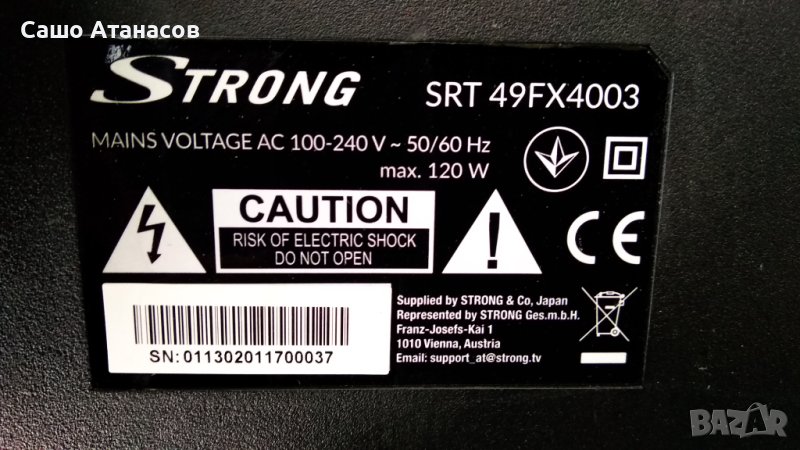 Сашо Атанасов
STRONG
SRT 49FX4003
MAINS VOLTAGE AC 100-240 V ~ 50/60 Hz
max. 120 W
CAUTION
RISK OF ELECTRIC SHOCK
DO NOT OPEN
CE
SN: 011302011700037
Supplied by STRONG & Co, Japan
Represented by STRONG Ges.m.b.H.
Franz-Josefs-Kai 1
1010 Vienna, Austria
Email: support_at@strong.tv
BAZAR